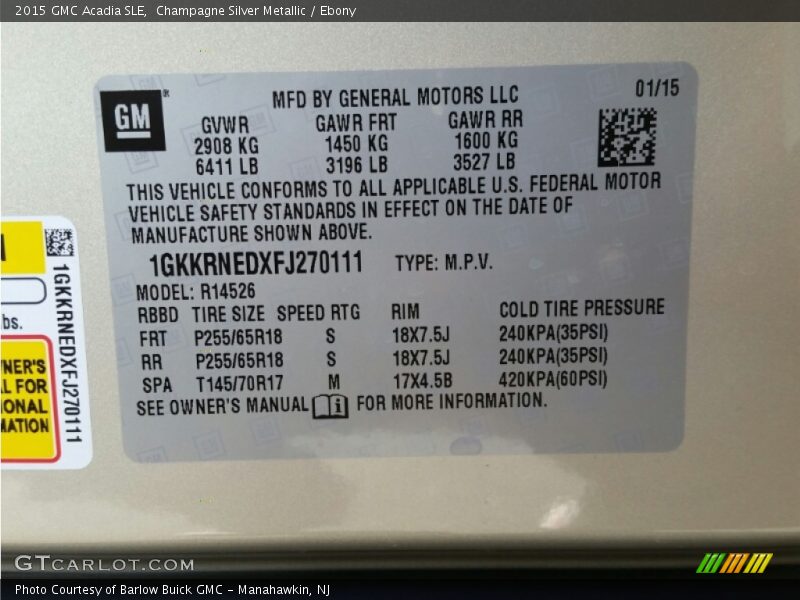 2015 GMC Acadia SLE,  Champagne Silver Metallic / Ebony
GM
MFD BY GENERAL MOTORS LLC
01/15
GVWR GAWR FRT GAWR RR
2908 KG 1450 KG 1600 KG
6411 LB 3196 LB 3527 LB
THIS VEHICLE CONFORMS TO ALL APPLICABLE U.S. FEDERAL MOTOR
VEHICLE SAFETY STANDARDS IN EFFECT ON THE DATE OF
MANUFACTURE SHOWN ABOVE.
1GKKRNEDXFJ270111 TYPE: M.P.V.
MODEL: R14526
RBBD TIRE SIZE SPEED RTG RIM COLD TIRE PRESSURE
FRT P255/65R18 S 18X7.5J 240KPA(35PSI)
RR P255/65R18 S 18X7.5J 240KPA(35PSI)
SPA T145/70R17 M 17X4.5B 420KPA(60PSI)
SEE OWNER'S MANUAL i FOR MORE INFORMATION.
1GKKRNEDXFJ270111
bs.
NER'S
L FOR
ONAL
MATION
GTCARLOT.COM
Photo Courtesy of Barlow Buick GMC - Manahawkin, NJ